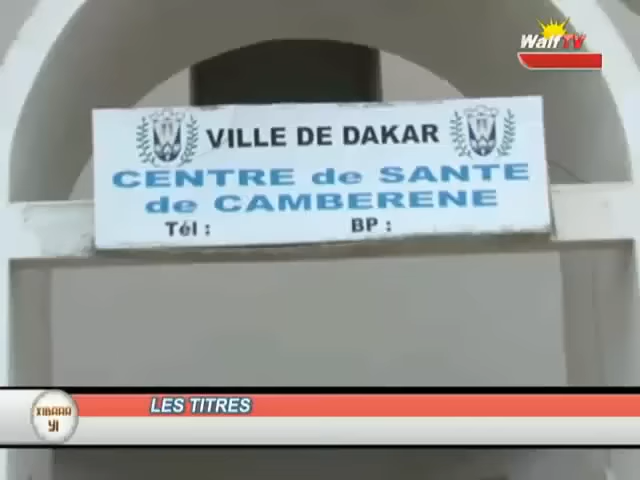 Walf TV
VILLE DE DAKAR
CENTRE de SANTE
de CAMBERENE
Tél : BP :
LES TITRES
XIBAAR
YI